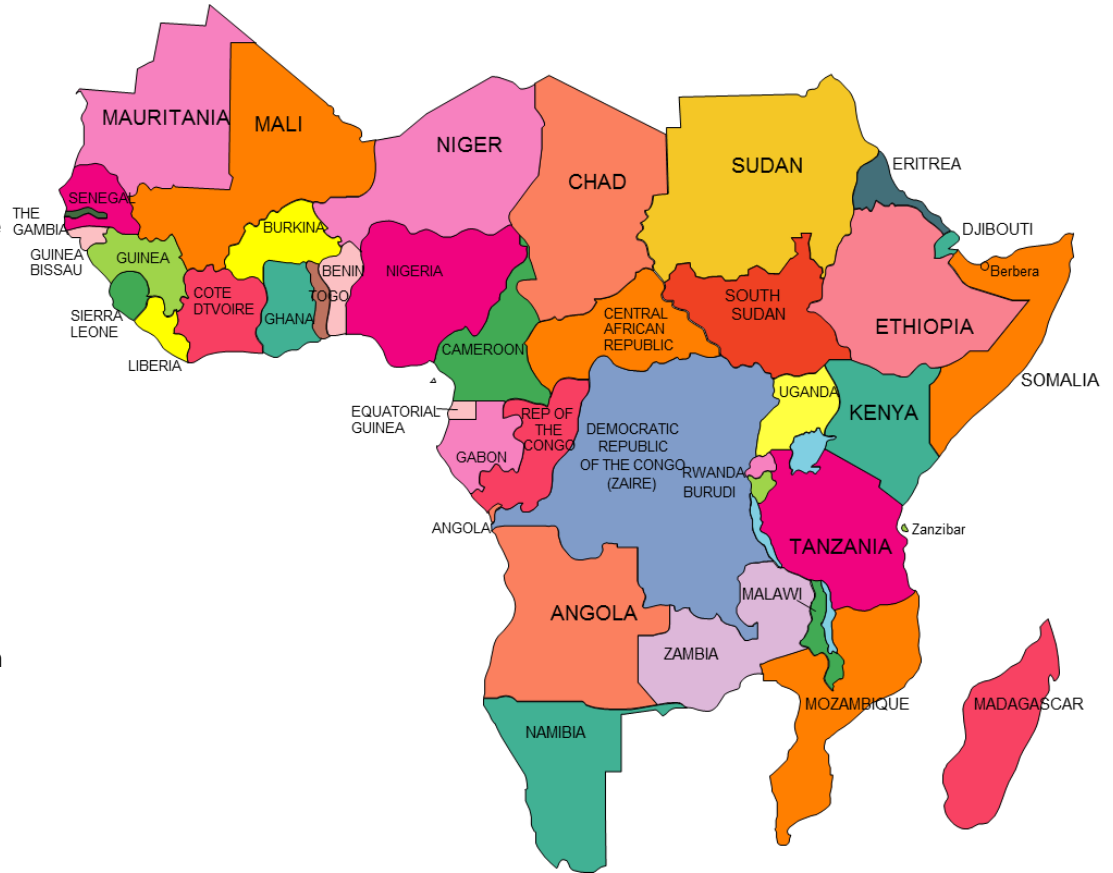 MAURITANIA
MALI
NIGER
CHAD
SUDAN
ERITREA
SENEGAL
THE
GAMBIA
BURKINA
DJIBOUTI
GUINEA
BISSAU
GUINEA
BENIN
NIGERIA
Berbera
COTE
DTVOIRE
TOGO
GHANA
SOUTH
SUDAN
SIERRA
LEONE
CENTRAL
AFRICAN
REPUBLIC
ETHIOPIA
LIBERIA
CAMEROON
SOMALIA
UGANDA
KENYA
EQUATORIAL
GUINEA
REP OF
THE
CONGO
DEMOCRATIC
REPUBLIC
OF THE CONGO
(ZAIRE)
GABON
RWANDA
BURUDI
ANGOLA
Zanzibar
TANZANIA
MALAWI
ANGOLA
ZAMBIA
MOZAMBIQUE
MADAGASCAR
NAMIBIA